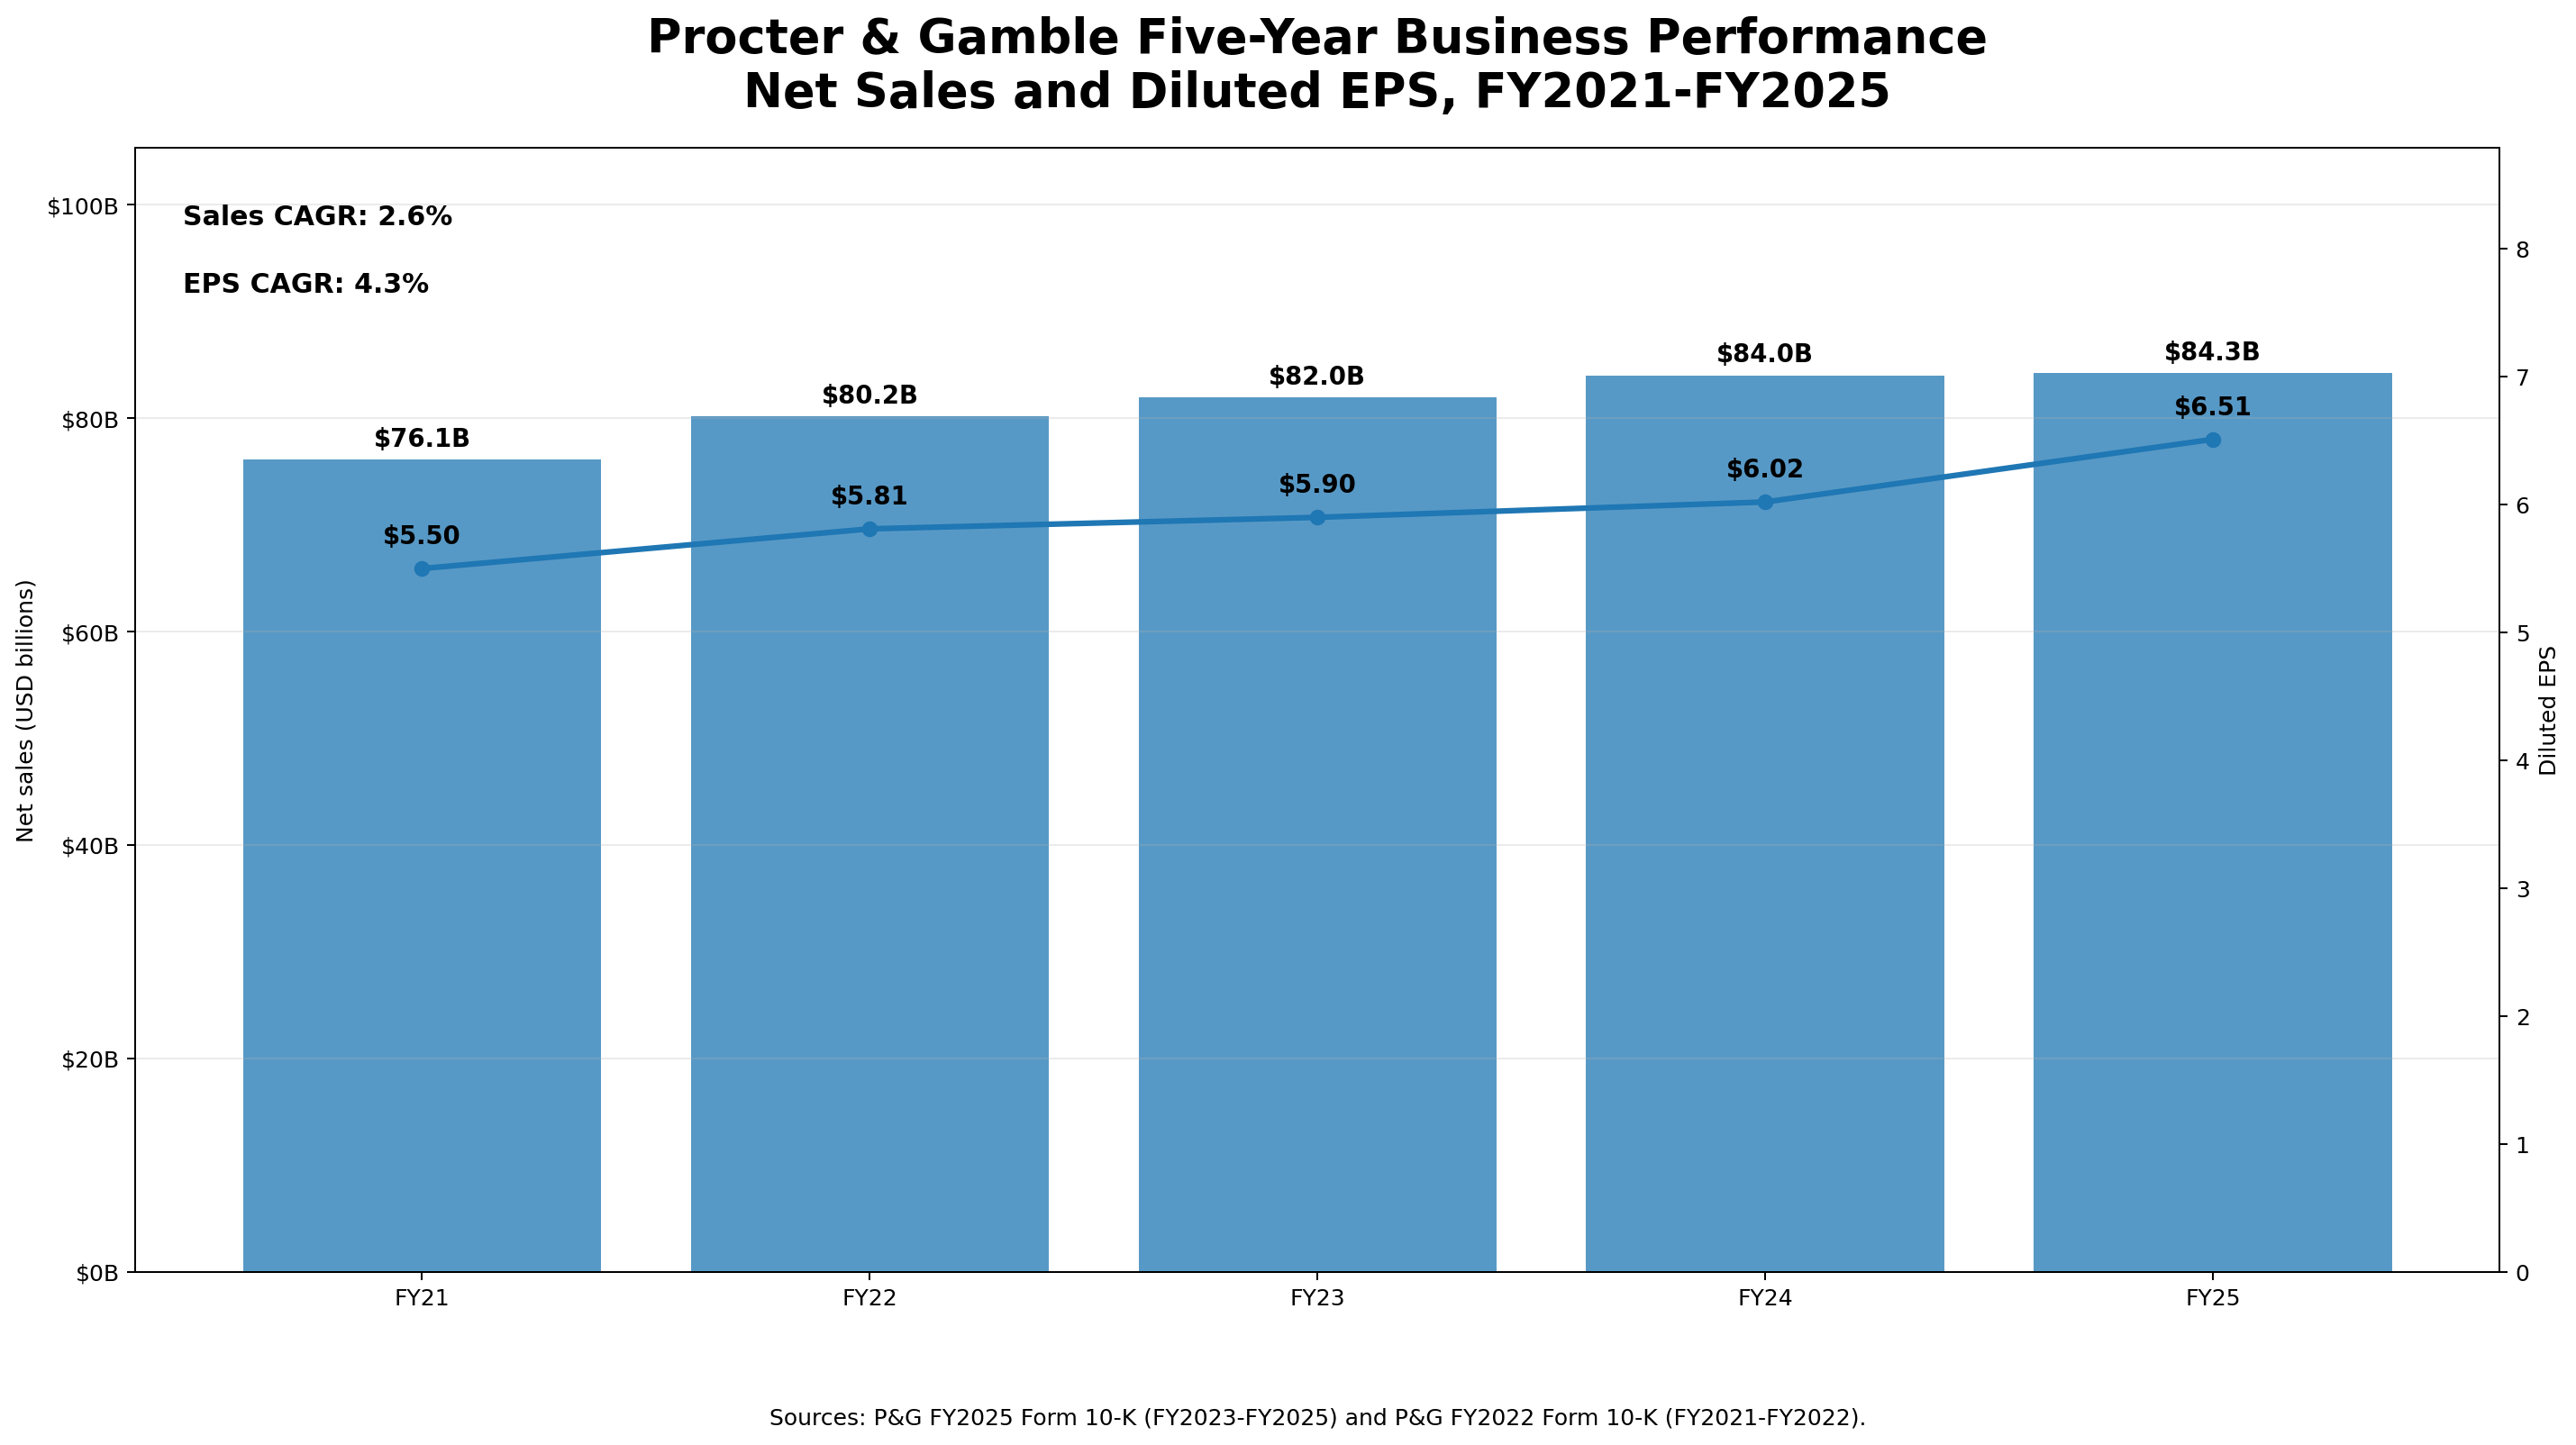 Procter & Gamble Five-Year Business Performance
Net Sales and Diluted EPS, FY2021-FY2025
Sales CAGR: 2.6%
EPS CAGR: 4.3%
Net sales (USD billions)
$100B
$80B
$60B
$40B
$20B
$0B
$76.1B
$80.2B
$82.0B
$84.0B
$84.3B
$5.50
$5.81
$5.90
$6.02
$6.51
8
7
6
5
4
3
2
1
0
Diluted EPS
FY21
FY22
FY23
FY24
FY25
Sources: P&G FY2025 Form 10-K (FY2023-FY2025) and P&G FY2022 Form 10-K (FY2021-FY2022).